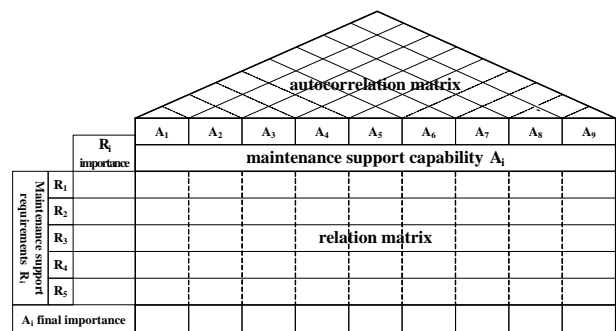 autocorrelation matrix
A1 A2 A3 A4 A5 A6 A7 A8 A9
Ri
importance
maintenance support capability Ai
Maintenance support
requirements Ri
R1
R2
R3
relation matrix
R4
R5
Ai final importance